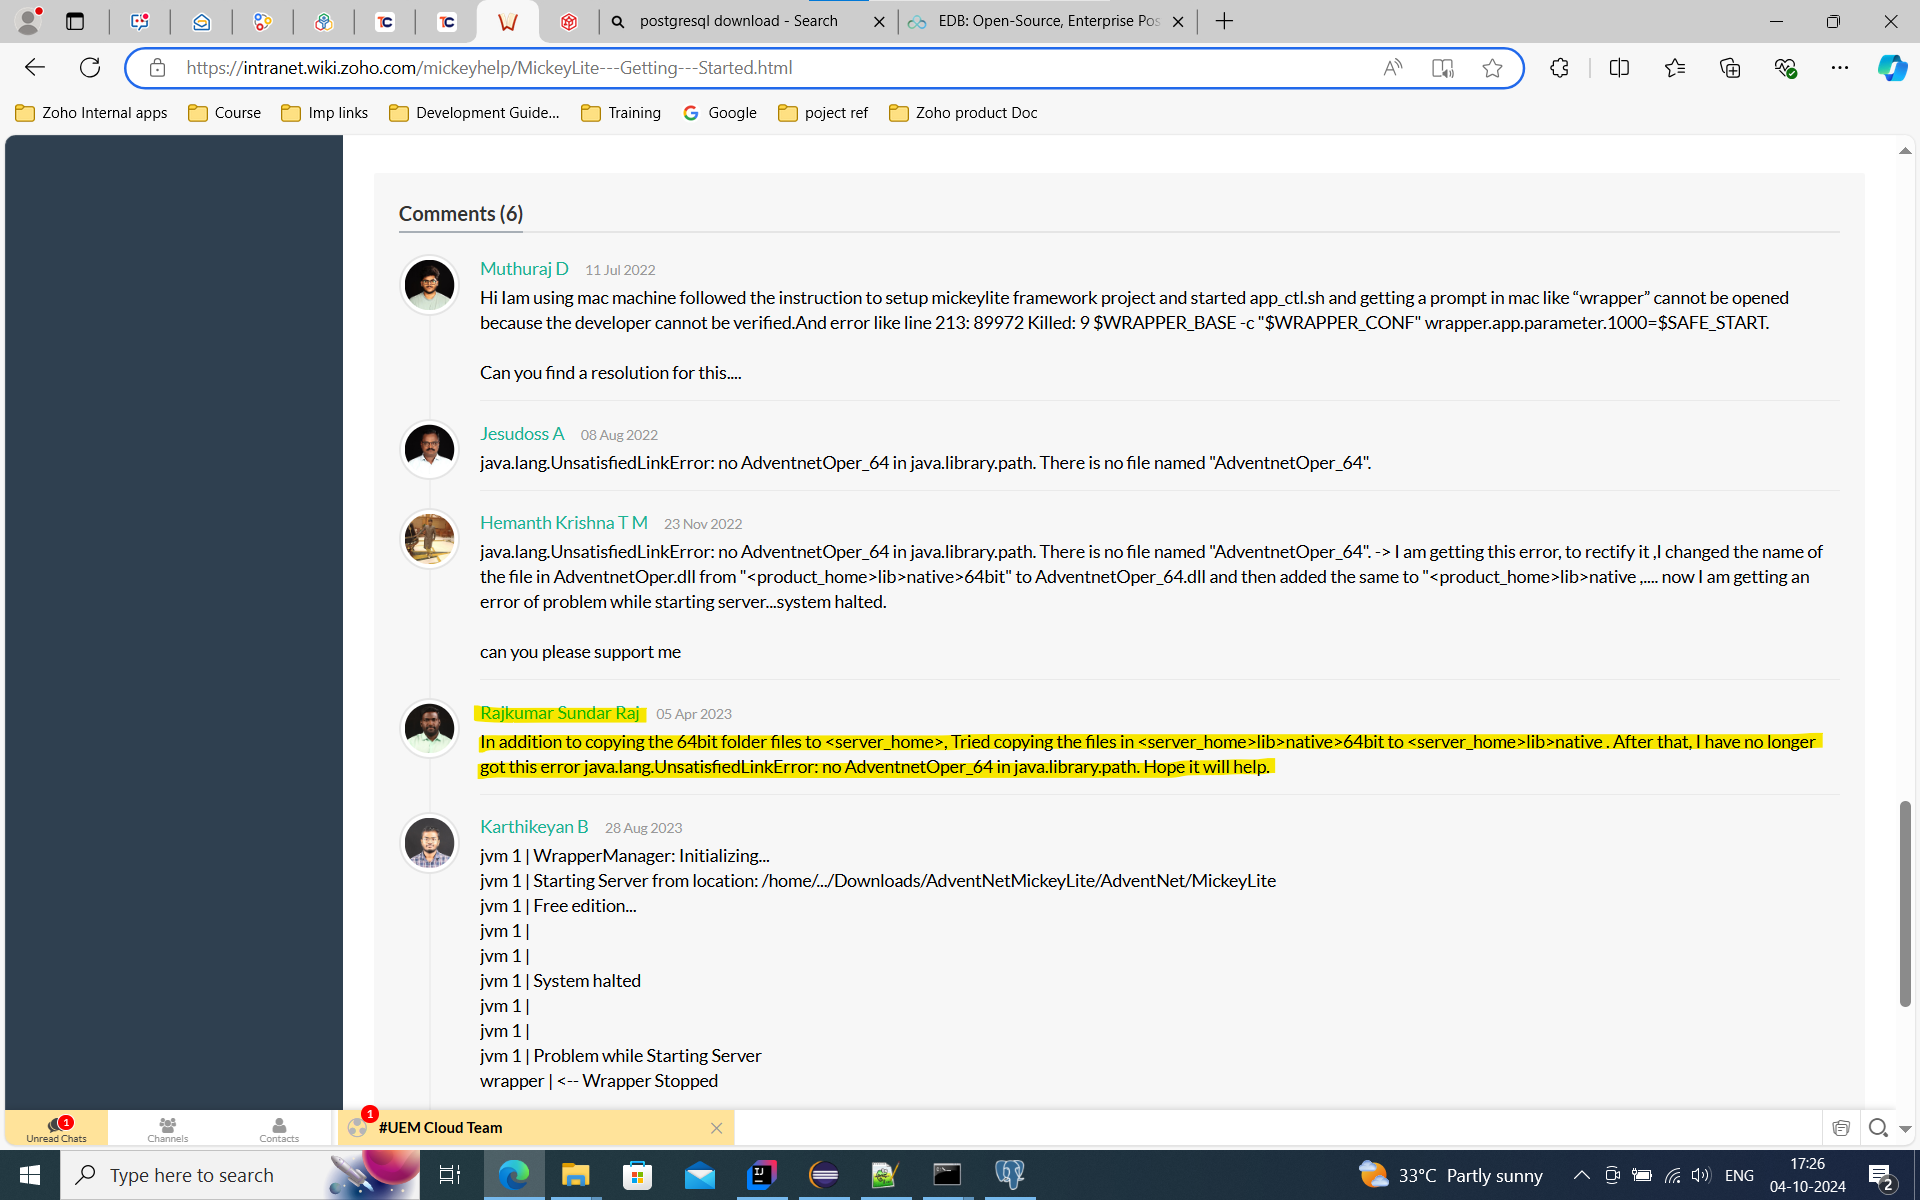 postgresql download - Search
EDB: Open-Source, Enterprise Pos
https://intranet.wiki.zoho.com/mickeyhelp/MickeyLite---Getting---Started.html
Zoho Internal apps
Course
Imp links
Development Guide...
Training
Google
poject ref
Zoho product Doc
Comments (6)
Muthuraj D 11 Jul 2022
Hi Iam using mac machine followed the instruction to setup mickeylite framework project and started app_ctl.sh and getting a prompt in mac like “wrapper” cannot be opened
because the developer cannot be verified.And error like line 213: 89972 Killed: 9 $WRAPPER_BASE -c "$WRAPPER_CONF" wrapper.app.parameter.1000=$SAFE_START.
Can you find a resolution for this....
Jesudoss A 08 Aug 2022
java.lang.UnsatisfiedLinkError: no AdventnetOper_64 in java.library.path. There is no file named "AdventnetOper_64".
Hemanth Krishna T M 23 Nov 2022
java.lang.UnsatisfiedLinkError: no AdventnetOper_64 in java.library.path. There is no file named "AdventnetOper_64". -> I am getting this error, to rectify it ,I changed the name of
the file in AdventnetOper.dll from "<product_home>lib>native>64bit" to AdventnetOper_64.dll and then added the same to "<product_home>lib>native ,.... now I am getting an
error of problem while starting server...system halted.
can you please support me
Rajkumar Sundar Raj 05 Apr 2023
In addition to copying the 64bit folder files to <server_home>, Tried copying the files in <server_home>lib>native>64bit to <server_home>lib>native . After that, I have no longer
got this error java.lang.UnsatisfiedLinkError: no AdventnetOper_64 in java.library.path. Hope it will help.
Karthikeyan B 28 Aug 2023
jvm 1 | WrapperManager: Initializing...
jvm 1 | Starting Server from location: /home/.../Downloads/AdventNetMickeyLite/AdventNet/MickeyLite
jvm 1 | Free edition...
jvm 1 |
jvm 1 |
jvm 1 | System halted
jvm 1 |
jvm 1 |
jvm 1 | Problem while Starting Server
wrapper | <-- Wrapper Stopped
1
Unread Chats
Channels
Contacts
1
#UEM Cloud Team
Type here to search
33°C Partly sunny
ENG
17:26
04-10-2024
2